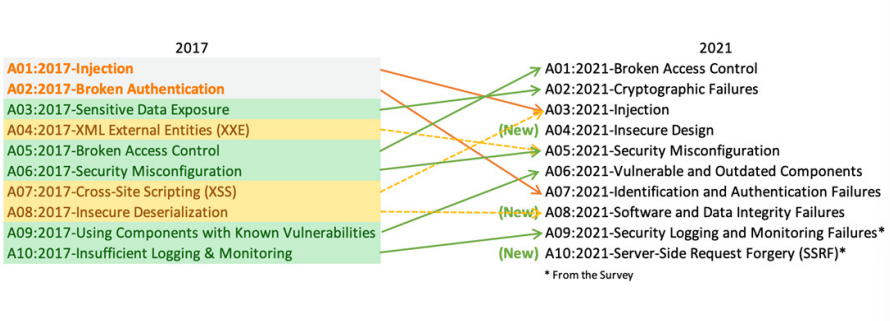 2017
2021
A01:2017-Injection
A02:2017-Broken Authentication
A03:2017-Sensitive Data Exposure
A04:2017-XML External Entities (XXE)
A05:2017-Broken Access Control
A06:2017-Security Misconfiguration
A07:2017-Cross-Site Scripting (XSS)
A08:2017-Insecure Deserialization
A09:2017-Using Components with Known Vulnerabilities
A10:2017-Insufficient Logging & Monitoring
A01:2021-Broken Access Control
A02:2021-Cryptographic Failures
A03:2021-Injection
(New) A04:2021-Insecure Design
A05:2021-Security Misconfiguration
A06:2021-Vulnerable and Outdated Components
A07:2021-Identification and Authentication Failures
(New) A08:2021-Software and Data Integrity Failures
A09:2021-Security Logging and Monitoring Failures*
(New) A10:2021-Server-Side Request Forgery (SSRF)*
* From the Survey